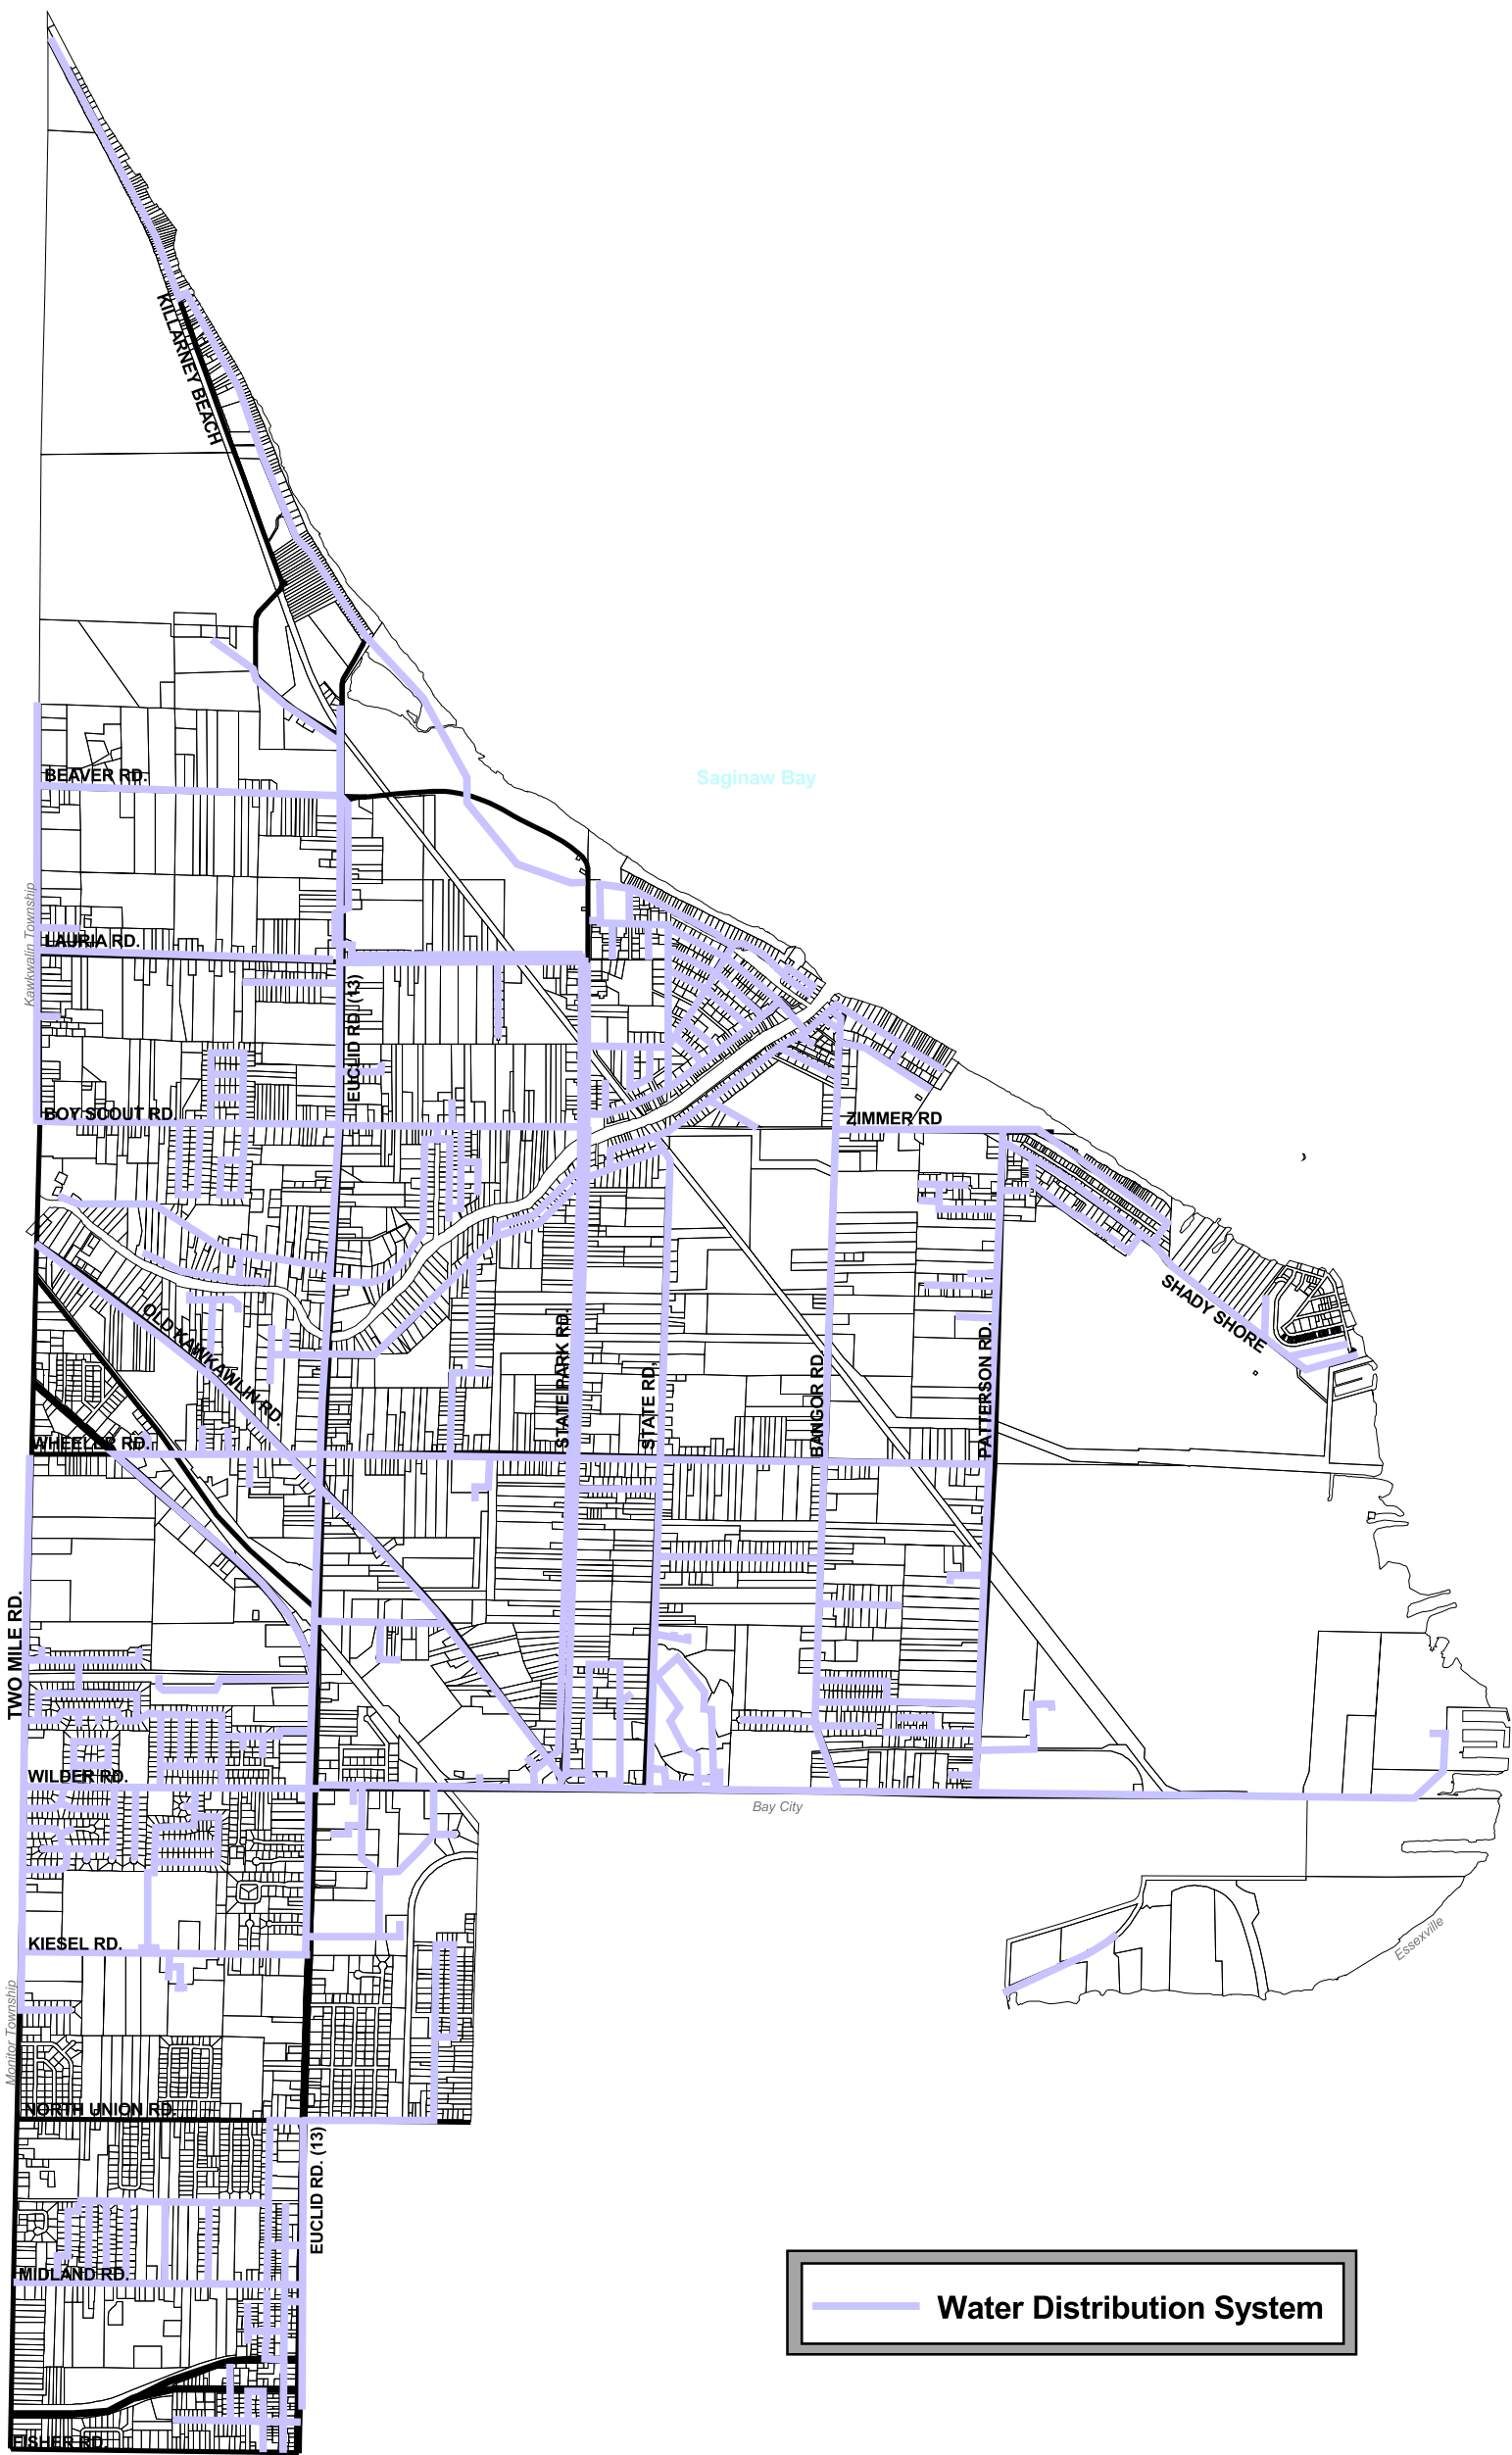 KILLARNEY BEACH
Saginaw Bay
BEAVER RD.
Kawkwalin Township
LAURIA RD.
EUCLID RD. (13)
BOY SCOUT RD.
ZIMMER RD
SHADY SHORE
OLD KAWKAWLIN RD.
STATE PARK RD.
STATE RD,
BANGOR RD.
PATTERSON RD.
WHEELER RD.
TWO MILE RD.
WILDER RD.
Bay City
KIESEL RD.
Essexville
Monitor Township
NORTH UNION RD.
EUCLID RD. (13)
MIDLAND RD.
Water Distribution System
FISHER RD.